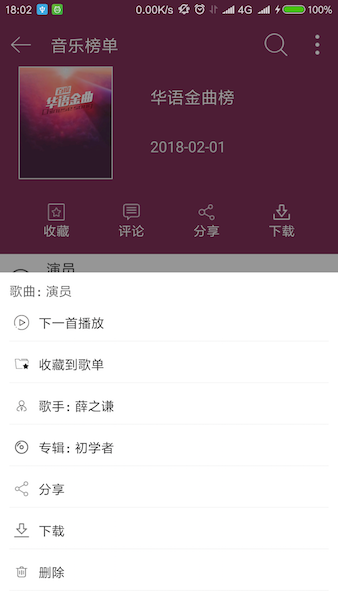 18:02
0.00K/s
4G
4G
100%
音乐榜单
华语金曲
华语金曲榜
2018-02-01
收藏
评论
分享
下载
演员
歌曲: 演员
下一首播放
收藏到歌单
歌手: 薛之谦
专辑: 初学者
分享
下载
删除